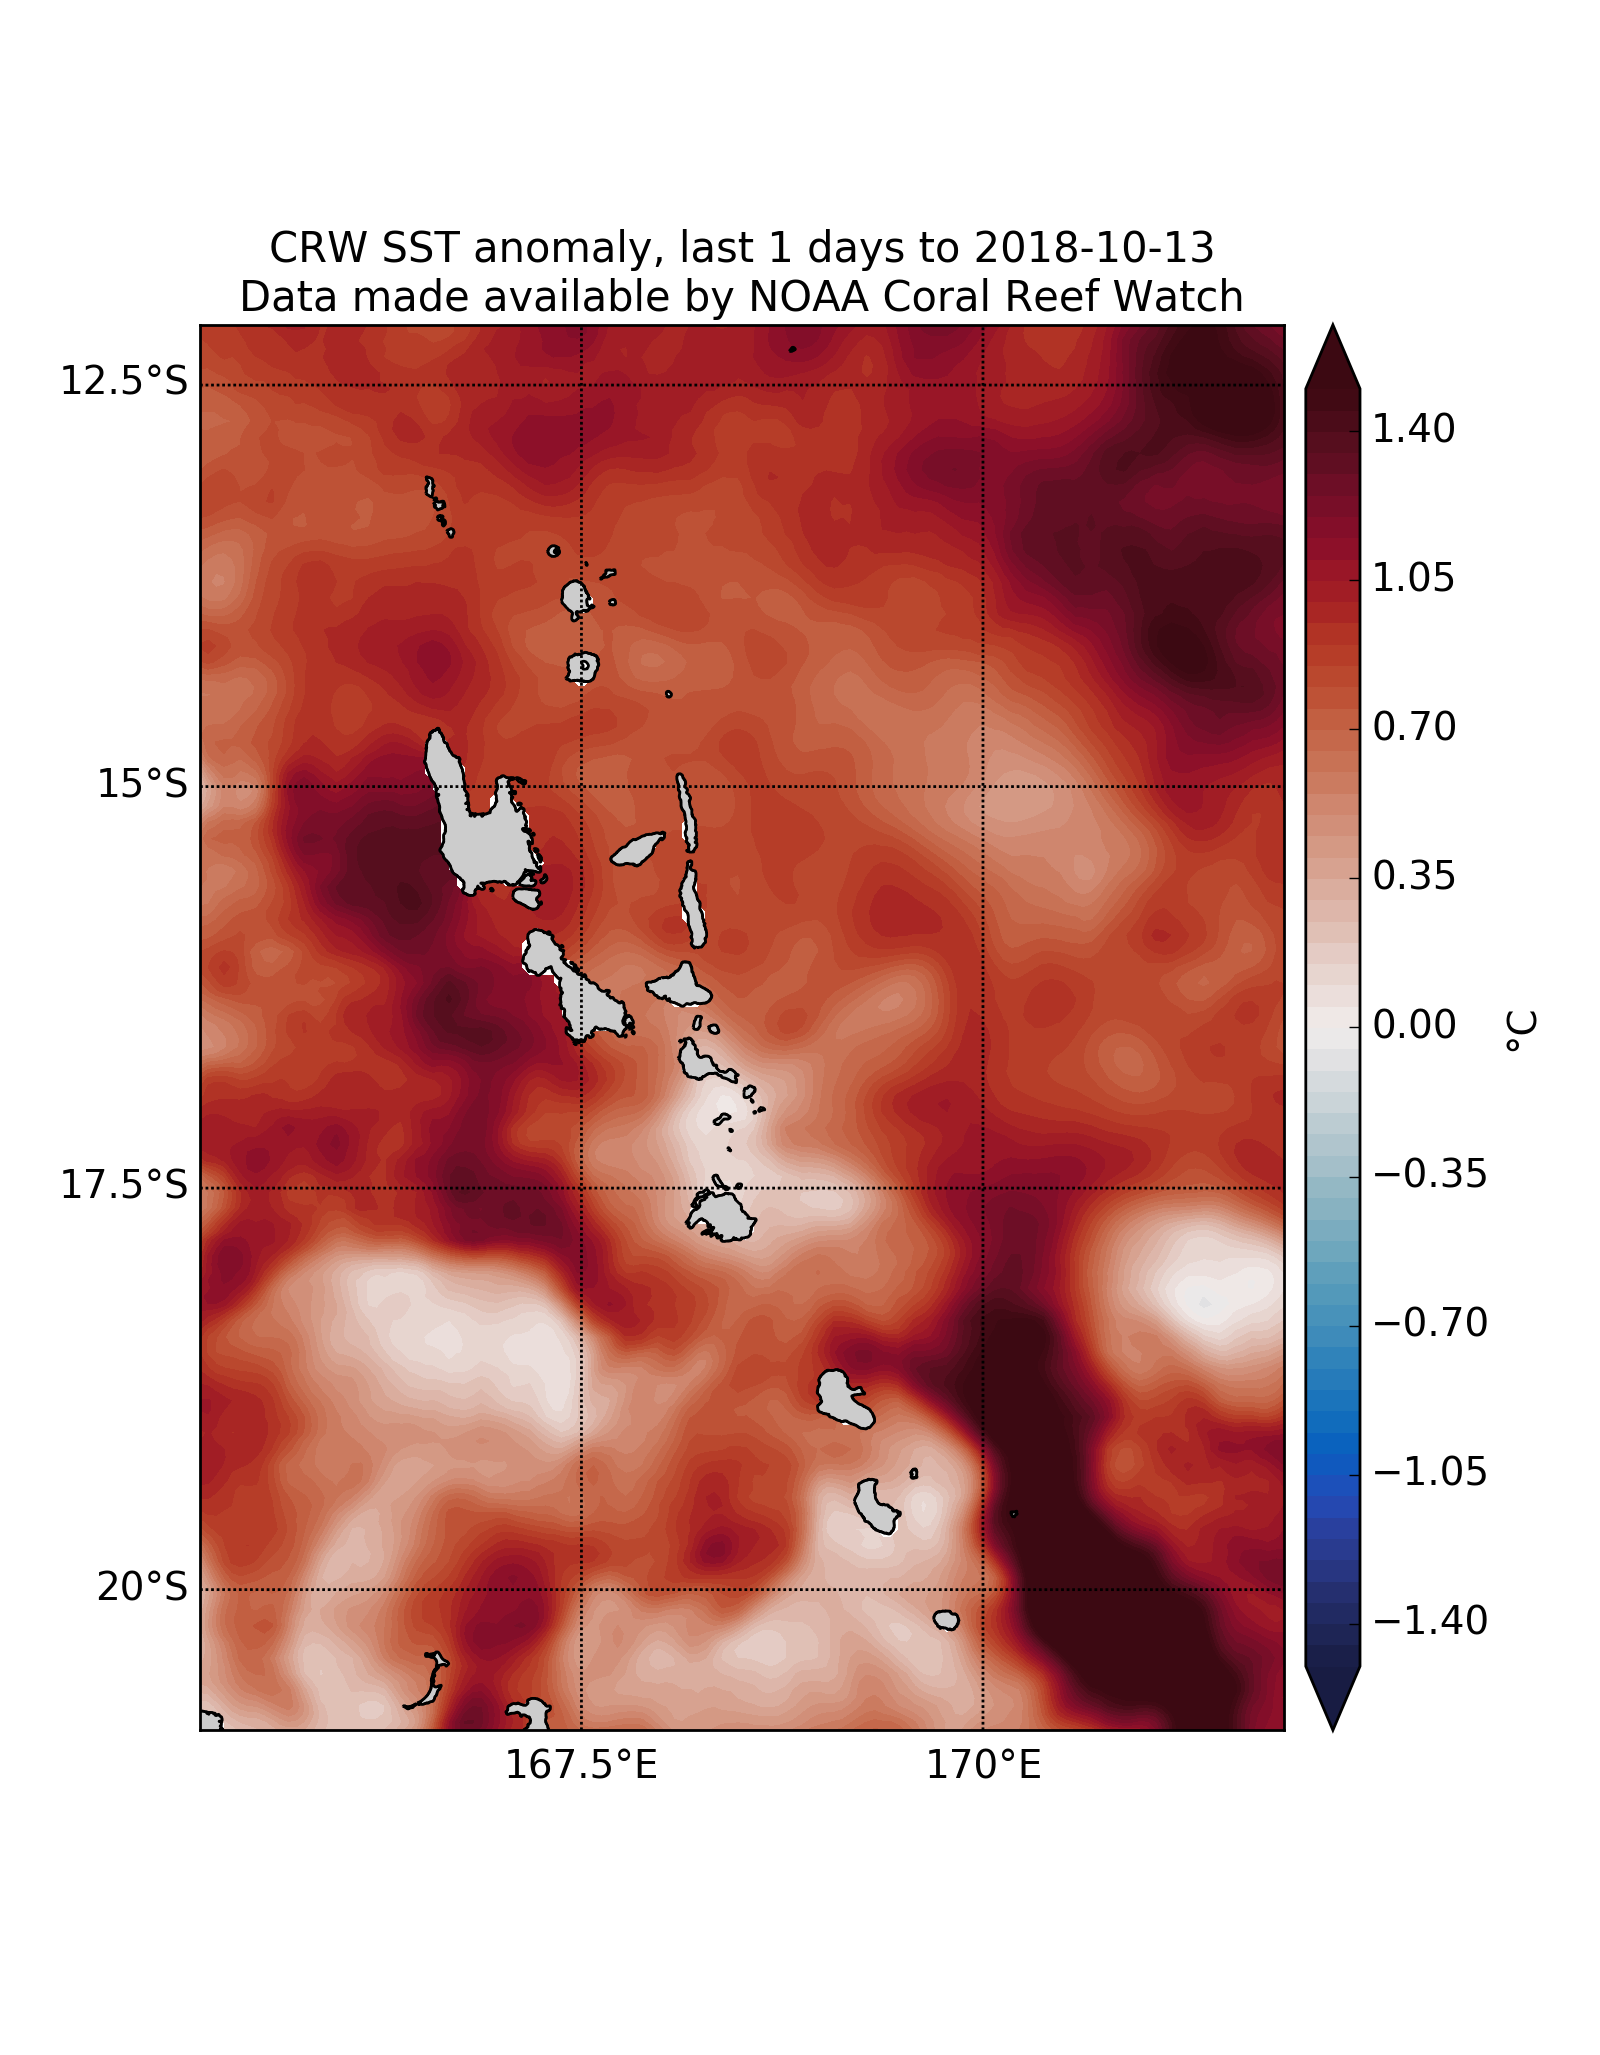 CRW SST anomaly, last 1 days to 2018-10-13
Data made available by NOAA Coral Reef Watch
12.5°S
15°S
17.5°S
20°S
167.5°E
170°E
1.40
1.05
0.70
0.35
0.00
−0.35
−0.70
−1.05
−1.40
°C